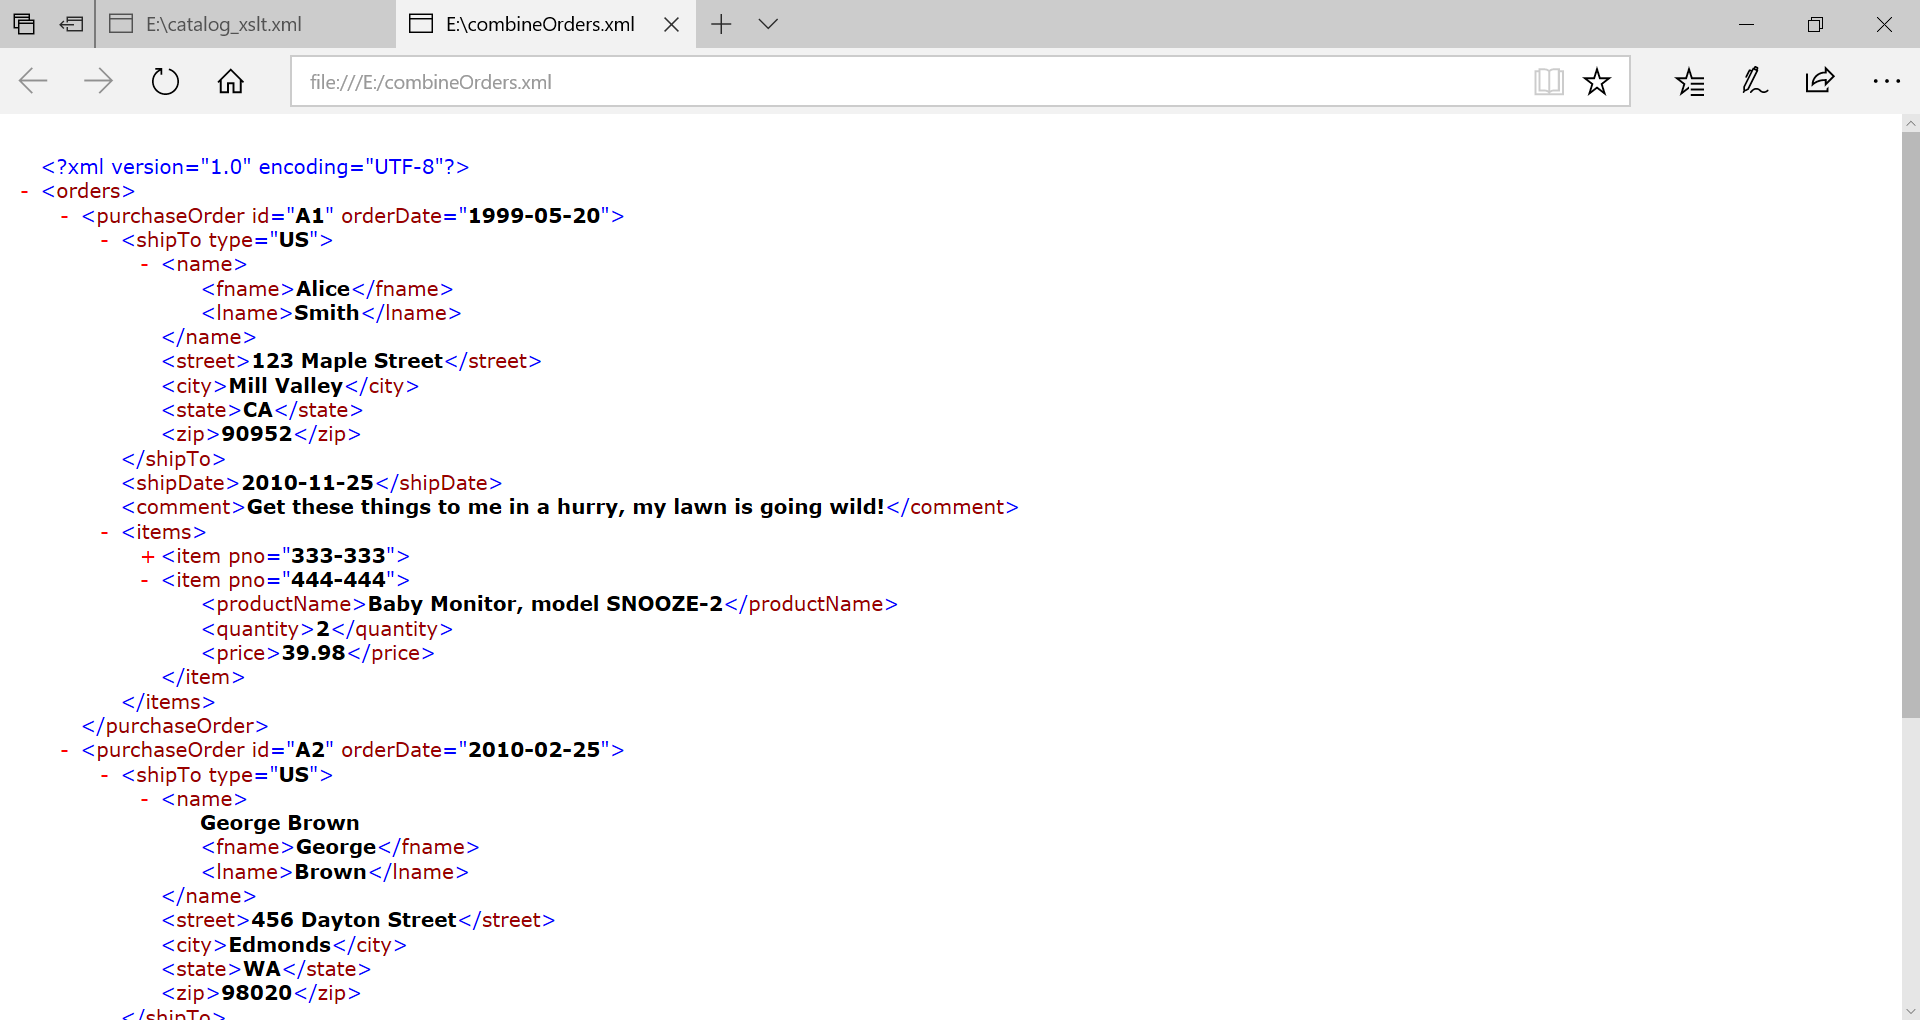 E:\catalog_xslt.xml
E:\combineOrders.xml
file:///E:/combineOrders.xml
<?xml version="1.0" encoding="UTF-8"?>
- <orders>
- <purchaseOrder id="A1" orderDate="1999-05-20">
- <shipTo type="US">
- <name>
<fname>Alice</fname>
<lname>Smith</lname>
</name>
<street>123 Maple Street</street>
<city>Mill Valley</city>
<state>CA</state>
<zip>90952</zip>
</shipTo>
<shipDate>2010-11-25</shipDate>
<comment>Get these things to me in a hurry, my lawn is going wild!</comment>
- <items>
+ <item pno="333-333">
- <item pno="444-444">
<productName>Baby Monitor, model SNOOZE-2</productName>
<quantity>2</quantity>
<price>39.98</price>
</item>
</items>
</purchaseOrder>
- <purchaseOrder id="A2" orderDate="2010-02-25">
- <shipTo type="US">
- <name>
George Brown
<fname>George</fname>
<lname>Brown</lname>
</name>
<street>456 Dayton Street</street>
<city>Edmonds</city>
<state>WA</state>
<zip>98020</zip>
</shipTo>